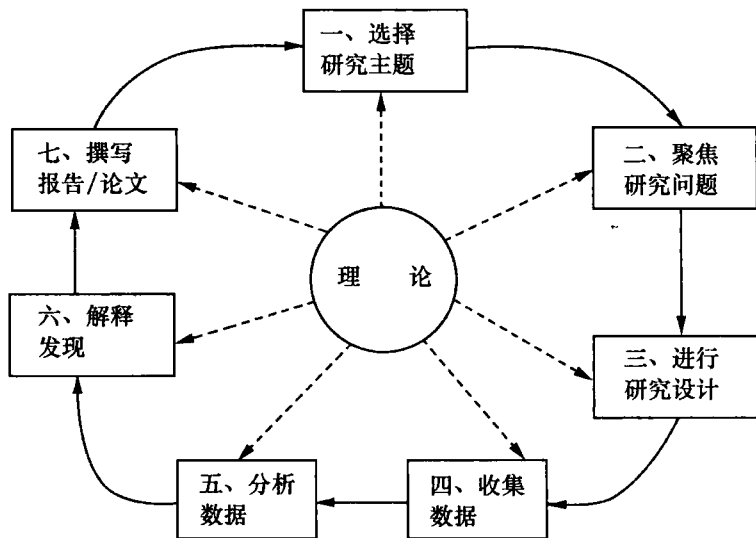 一、选择
研究主题
二、聚焦
研究问题
三、进行
研究设计
四、收集
数据
五、分析
数据
六、解释
发现
七、撰写
报告/论文
理 论